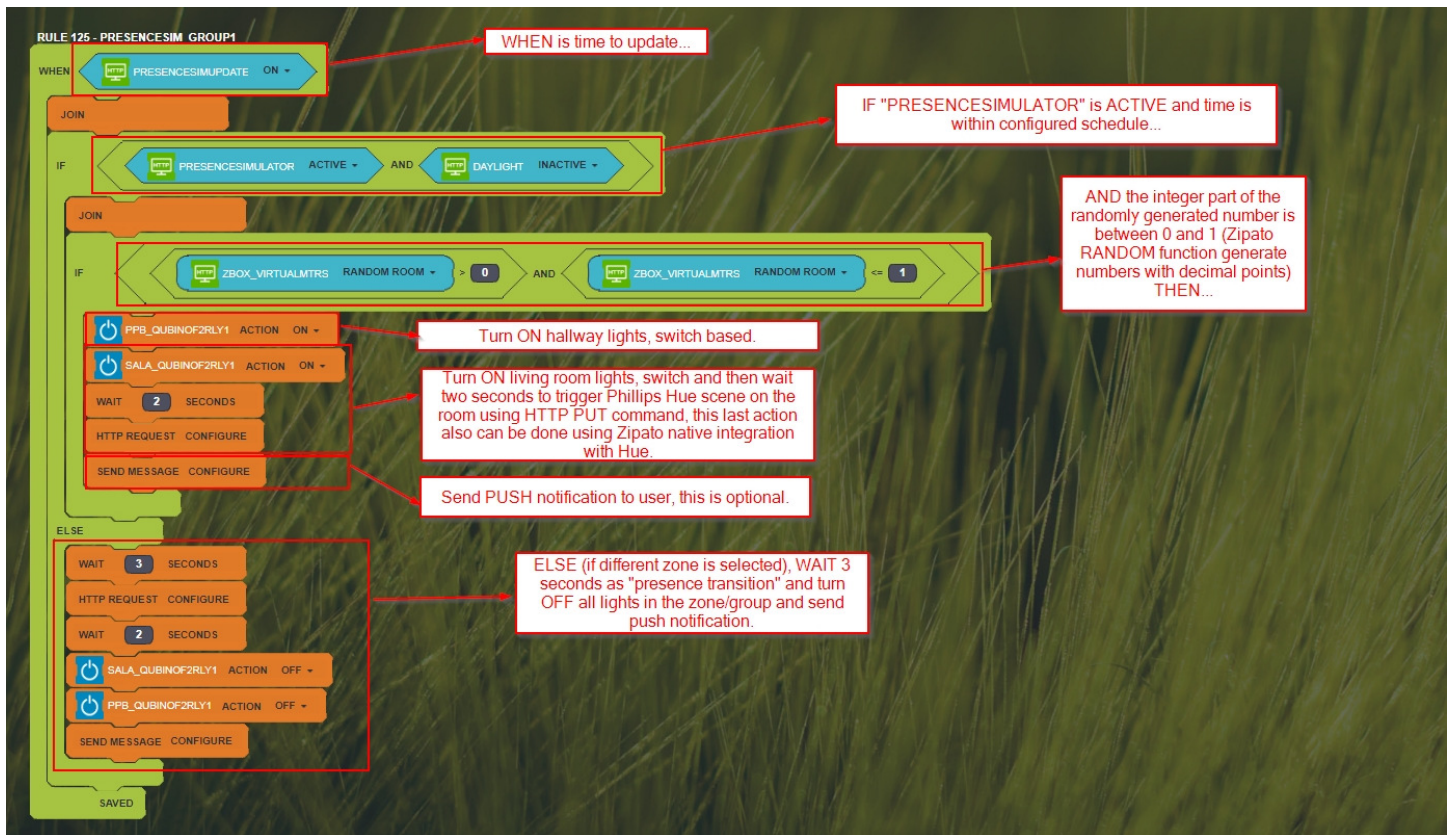 RULE 125 - PRESENCESIM GROUP1
WHEN is time to update...
WHEN HTTP PRESENCESIMUPDATE ON
JOIN
IF "PRESENCESIMULATOR" is ACTIVE and time is
within configured schedule...
IF HTTP PRESENCESIMULATOR ACTIVE AND HTTP DAYLIGHT INACTIVE
JOIN
AND the integer part of the
randomly generated number is
between 0 and 1 (Zipato
RANDOM function generate
numbers with decimal points)
THEN...
IF HTTP ZBOX_VIRTUALMTRS RANDOM ROOM > 0 AND HTTP ZBOX_VIRTUALMTRS RANDOM ROOM <= 1
PPB_QUBINOF2RLY1 ACTION ON
Turn ON hallway lights, switch based.
SALA_QUBINOF2RLY1 ACTION ON
WAIT 2 SECONDS
HTTP REQUEST CONFIGURE
Turn ON living room lights, switch and then wait
two seconds to trigger Phillips Hue scene on the
room using HTTP PUT command, this last action
also can be done using Zipato native integration
with Hue.
SEND MESSAGE CONFIGURE
Send PUSH notification to user, this is optional.
ELSE
WAIT 3 SECONDS
HTTP REQUEST CONFIGURE
WAIT 2 SECONDS
SALA_QUBINOF2RLY1 ACTION OFF
PPB_QUBINOF2RLY1 ACTION OFF
SEND MESSAGE CONFIGURE
ELSE (if different zone is selected), WAIT 3
seconds as "presence transition" and turn
OFF all lights in the zone/group and send
push notification.
SAVED